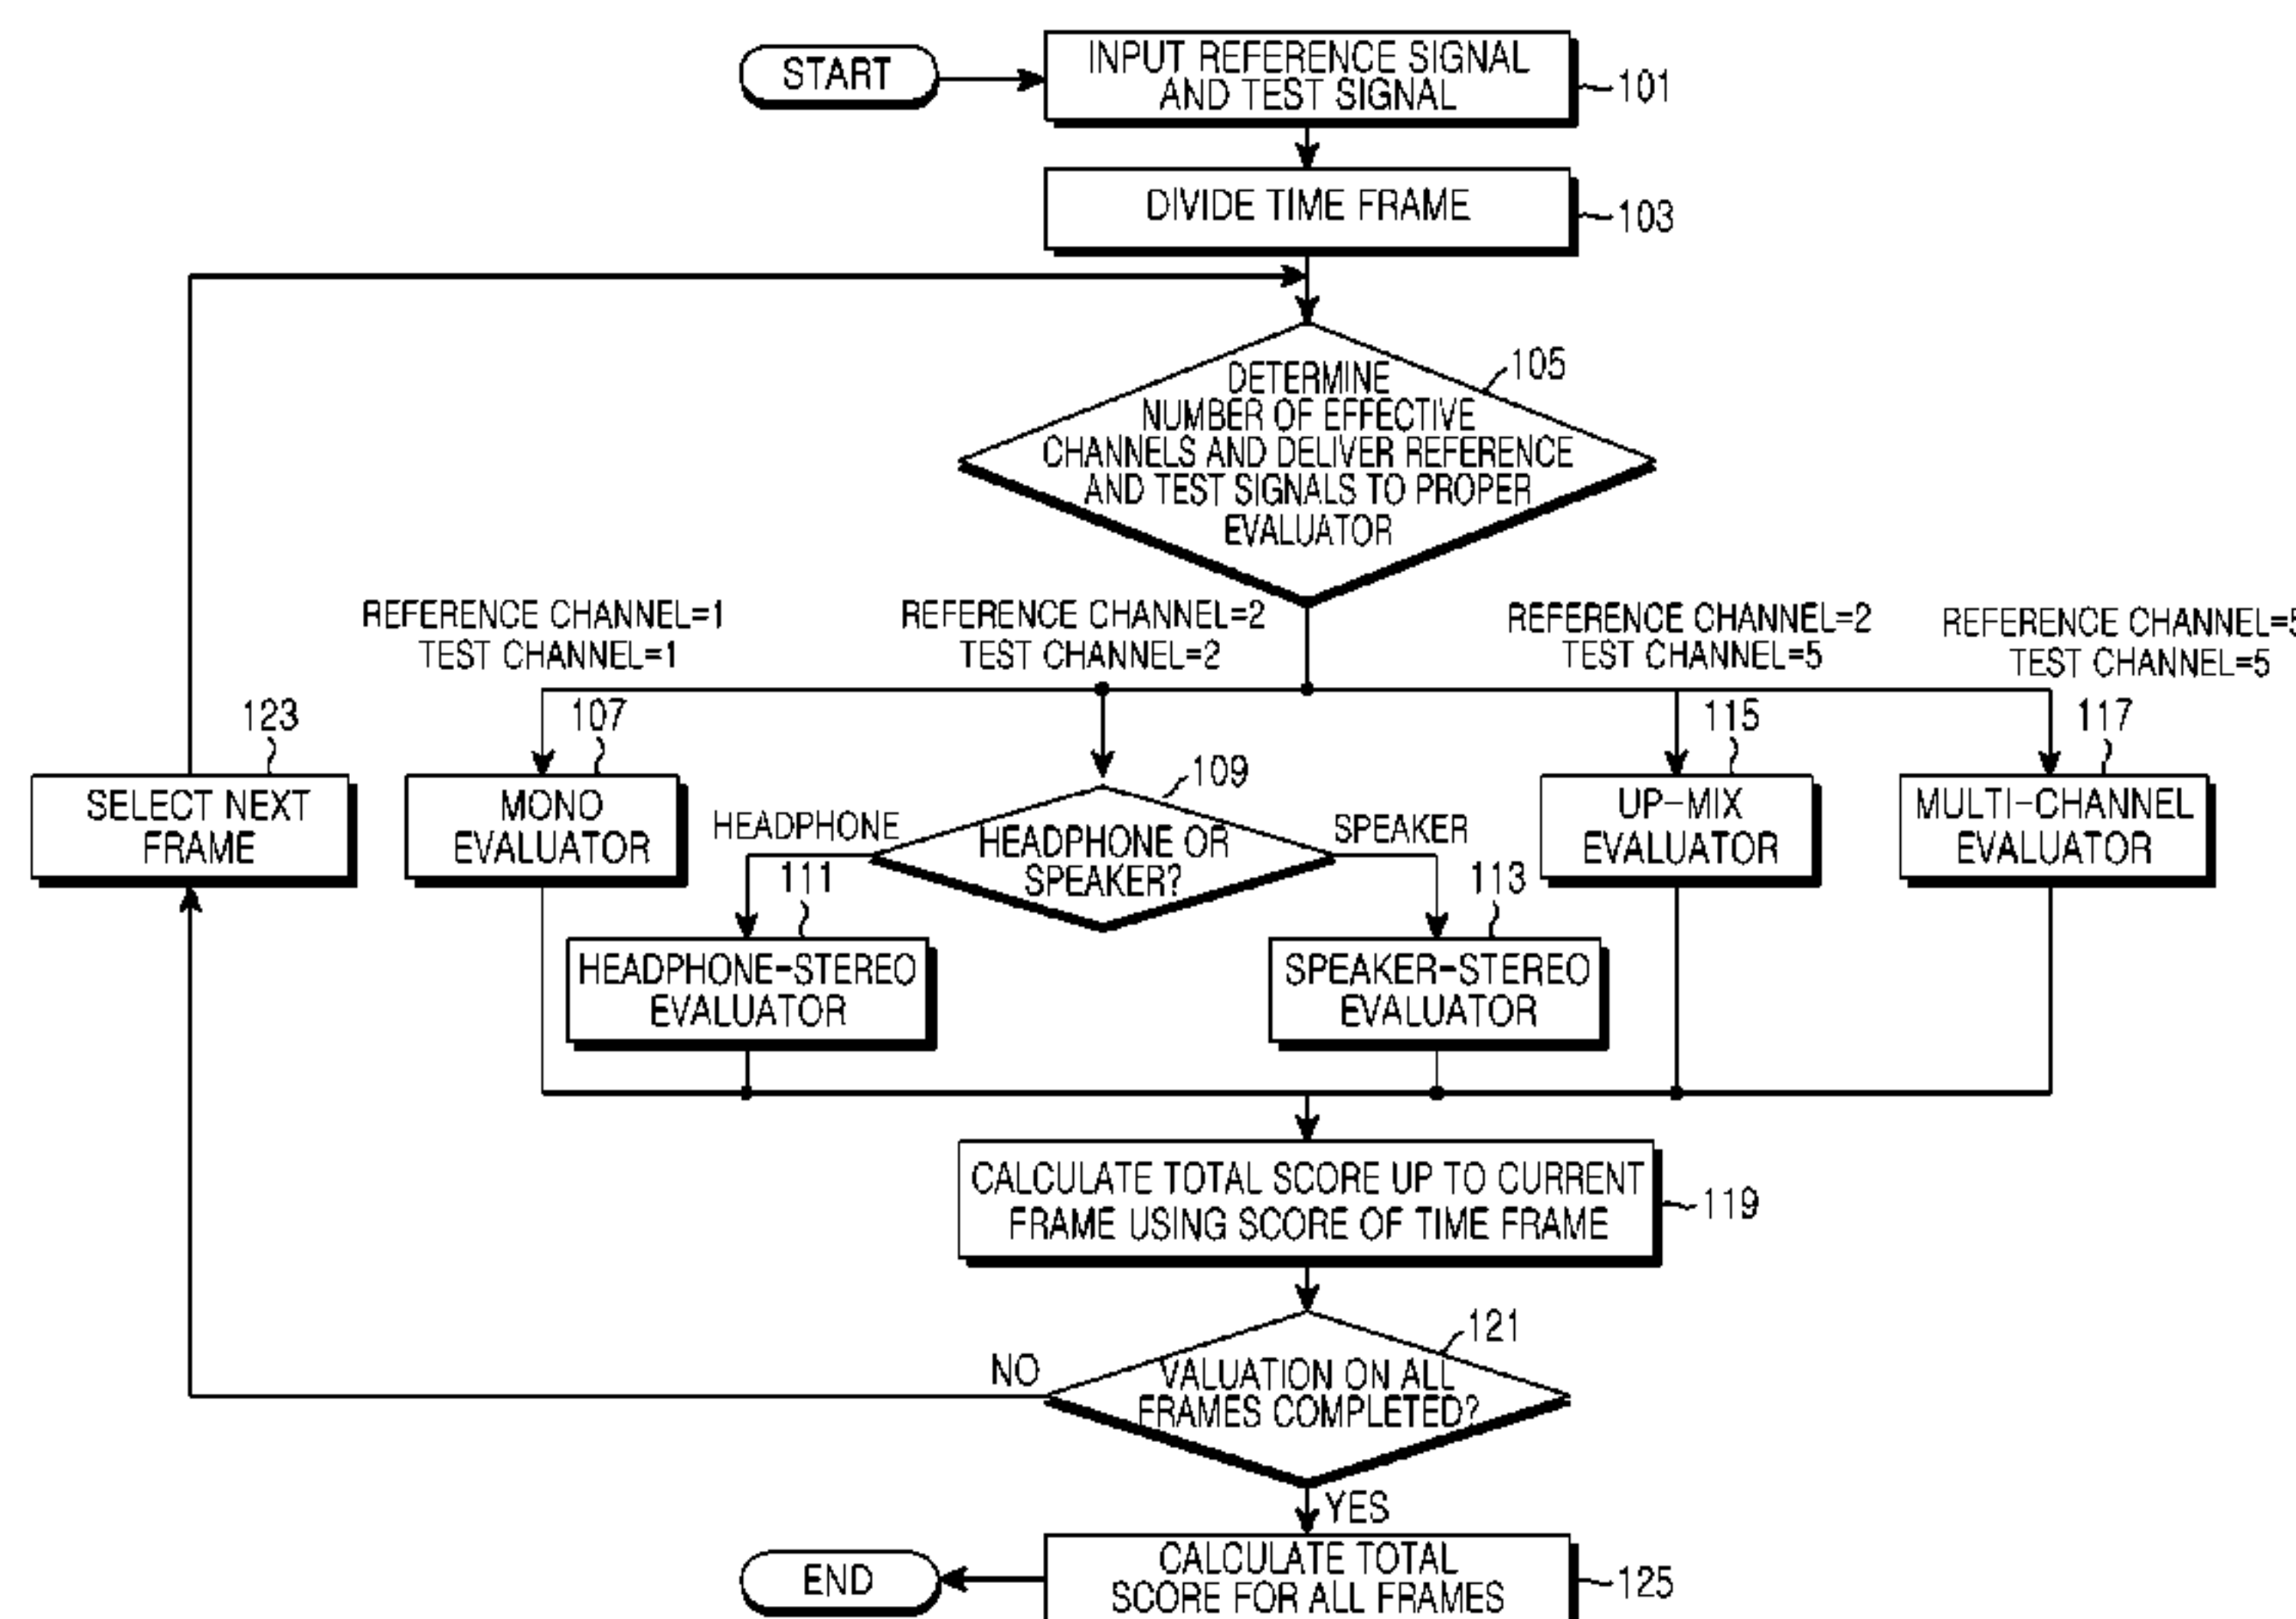 START
INPUT REFERENCE SIGNAL
AND TEST SIGNAL
101
DIVIDE TIME FRAME
103
DETERMINE
NUMBER OF EFFECTIVE
CHANNELS AND DELIVER REFERENCE
AND TEST SIGNALS TO PROPER
EVALUATOR
105
REFERENCE CHANNEL=1
TEST CHANNEL=1
REFERENCE CHANNEL=2
TEST CHANNEL=2
REFERENCE CHANNEL=2
TEST CHANNEL=5
REFERENCE CHANNEL=5
TEST CHANNEL=5
123
SELECT NEXT
FRAME
107
MONO
EVALUATOR
109
HEADPHONE OR
SPEAKER?
HEADPHONE
SPEAKER
115
UP-MIX
EVALUATOR
117
MULTI-CHANNEL
EVALUATOR
111
HEADPHONE-STEREO
EVALUATOR
113
SPEAKER-STEREO
EVALUATOR
CALCULATE TOTAL SCORE UP TO CURRENT
FRAME USING SCORE OF TIME FRAME
119
121
VALUATION ON ALL
FRAMES COMPLETED?
NO
YES
CALCULATE TOTAL
SCORE FOR ALL FRAMES
125
END